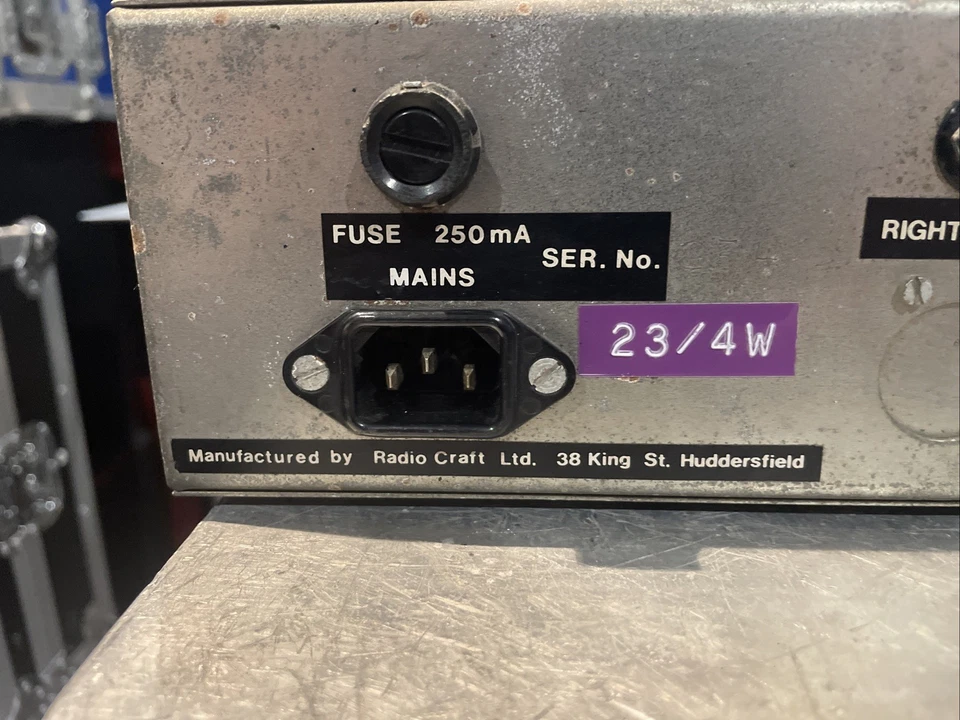 FUSE 250mA
MAINS
SER. No.
RIGHT
23/4W
Manufactured by Radio Craft Ltd. 38 King St. Huddersfield